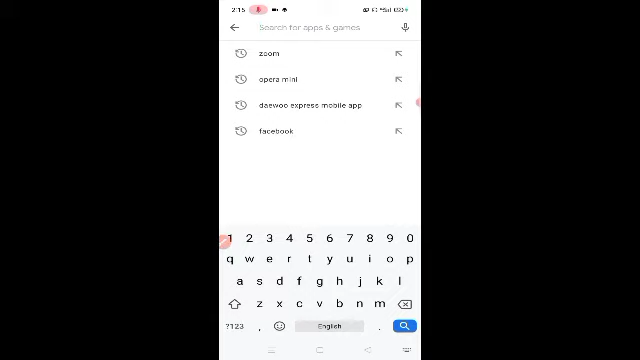 2:15
Search for apps & games
zoom
opera mini
daewoo express mobile app
facebook
1 2 3 4 5 6 7 8 9 0
q w e r t y u i o p
a s d f g h j k l
z x c v b n m
?123 , English .